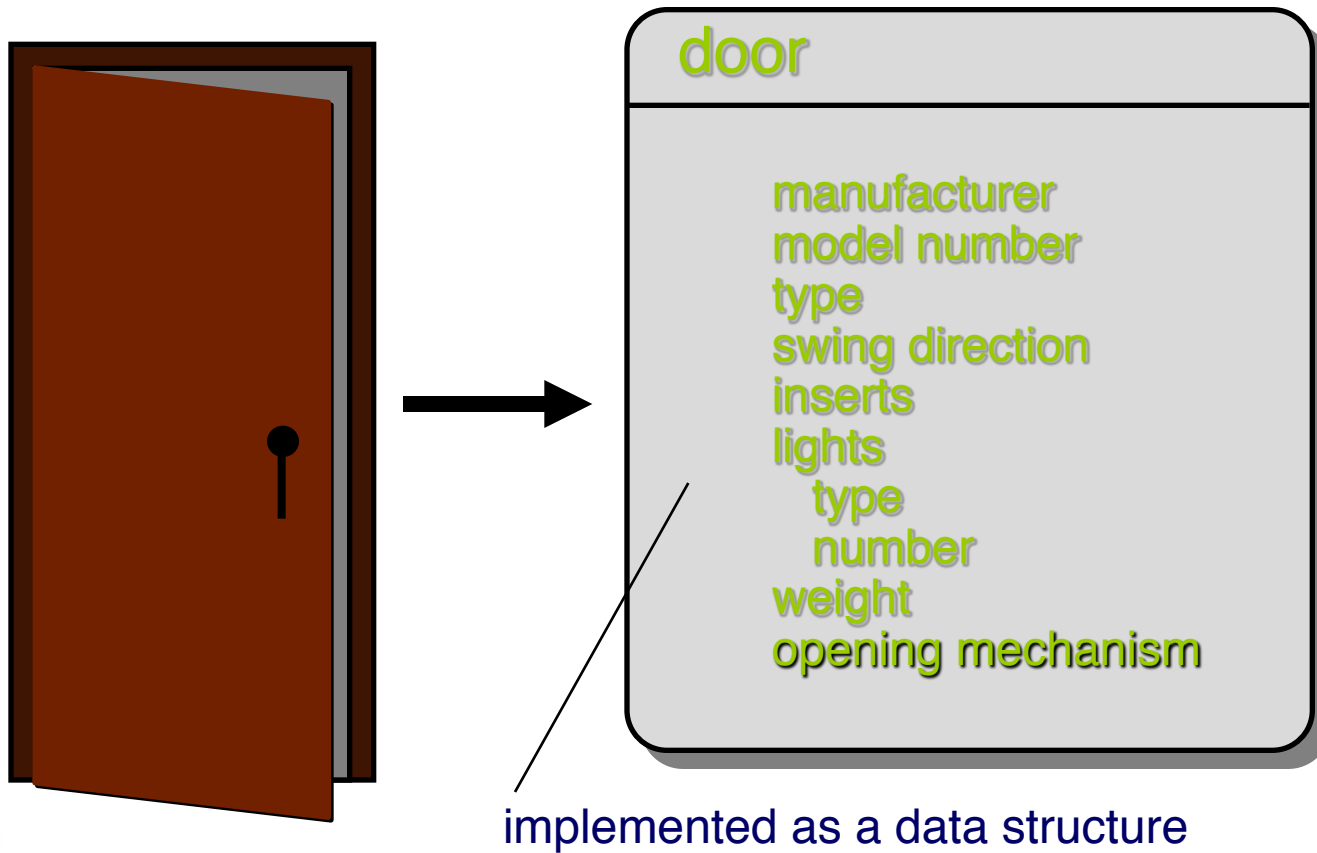 door
manufacturer
model number
type
swing direction
inserts
lights
type
number
weight
opening mechanism
implemented as a data structure